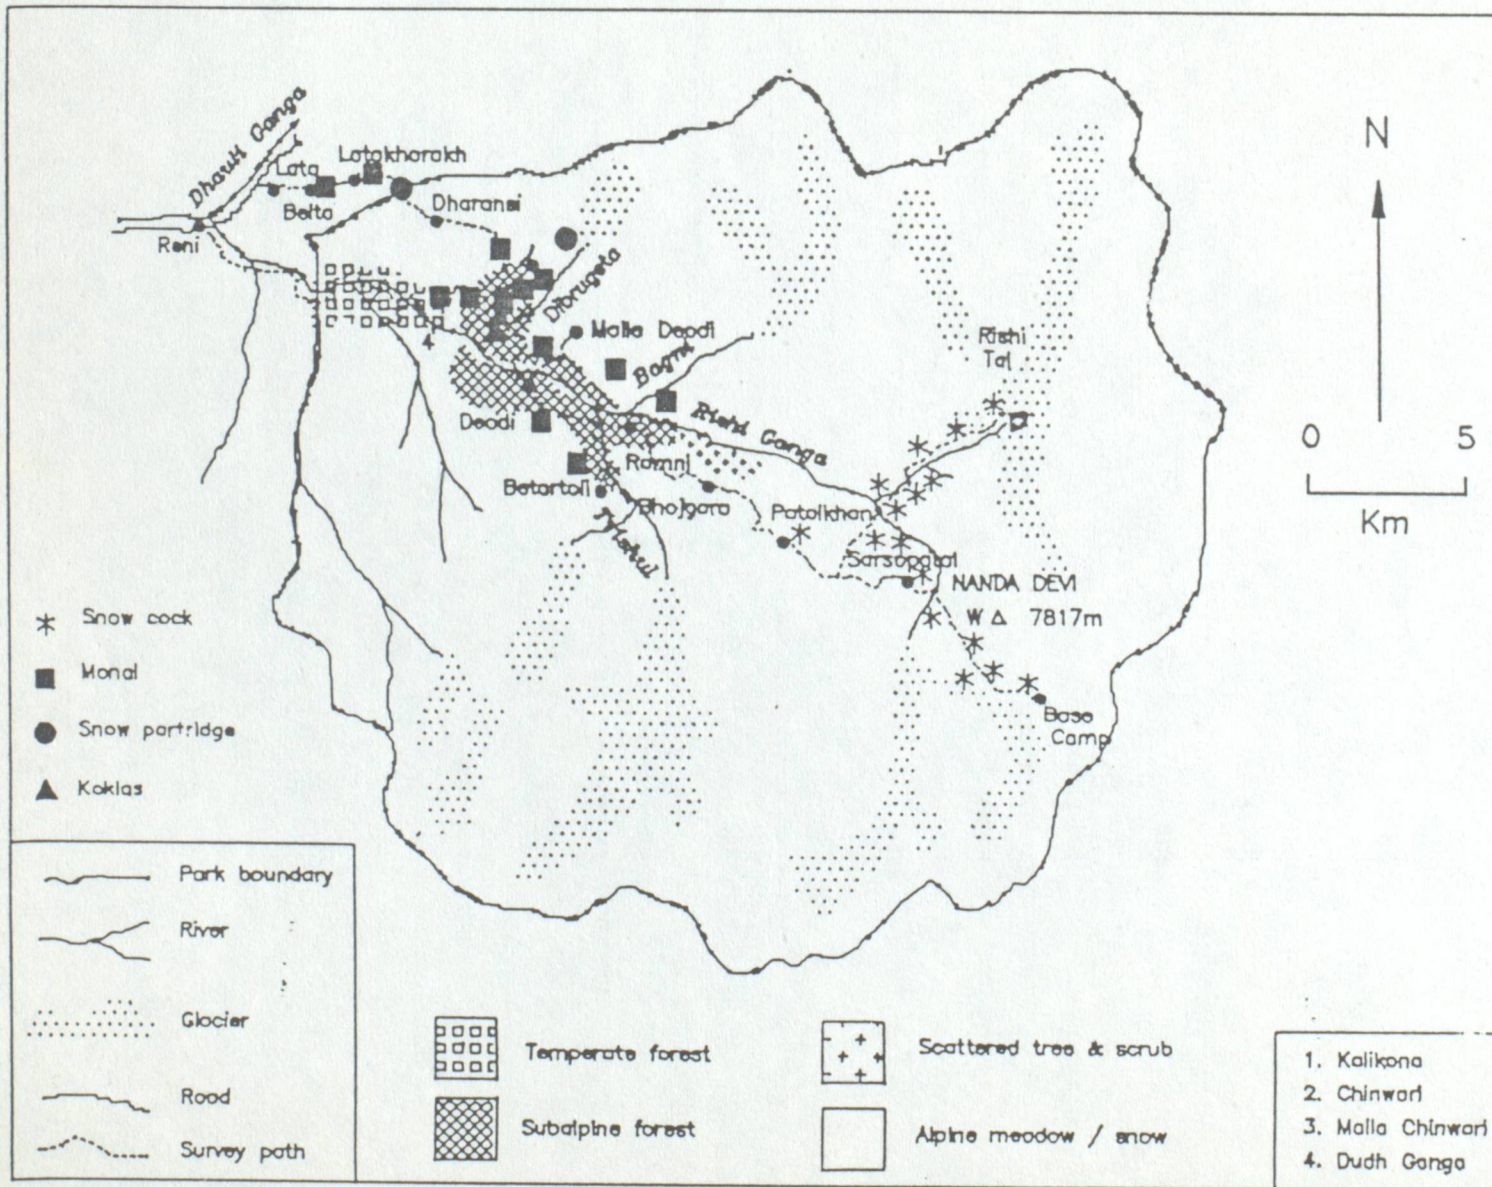 Dhauli Ganga
Lata
Latakharakh
Belta
Dharansi
Reni
N
Dibrugeta
Malla Deodi
4
Rishi
Tal
Deodi
Rishi Ganga
0 5
Km
Ramni
Betartoli
Bhojgara
Patalkhan
Trishul
Sarsopatal
NANDA DEVI
W △ 7817m
Base
Camp
Snow cock
Monal
Snow partridge
Koklas
Park boundary
River
Glacier
Road
Survey path
Temperate forest
Subalpine forest
Scattered tree & scrub
Alpine meadow / snow
1. Kalikona
2. Chinwari
3. Malla Chinwari
4. Dudh Ganga